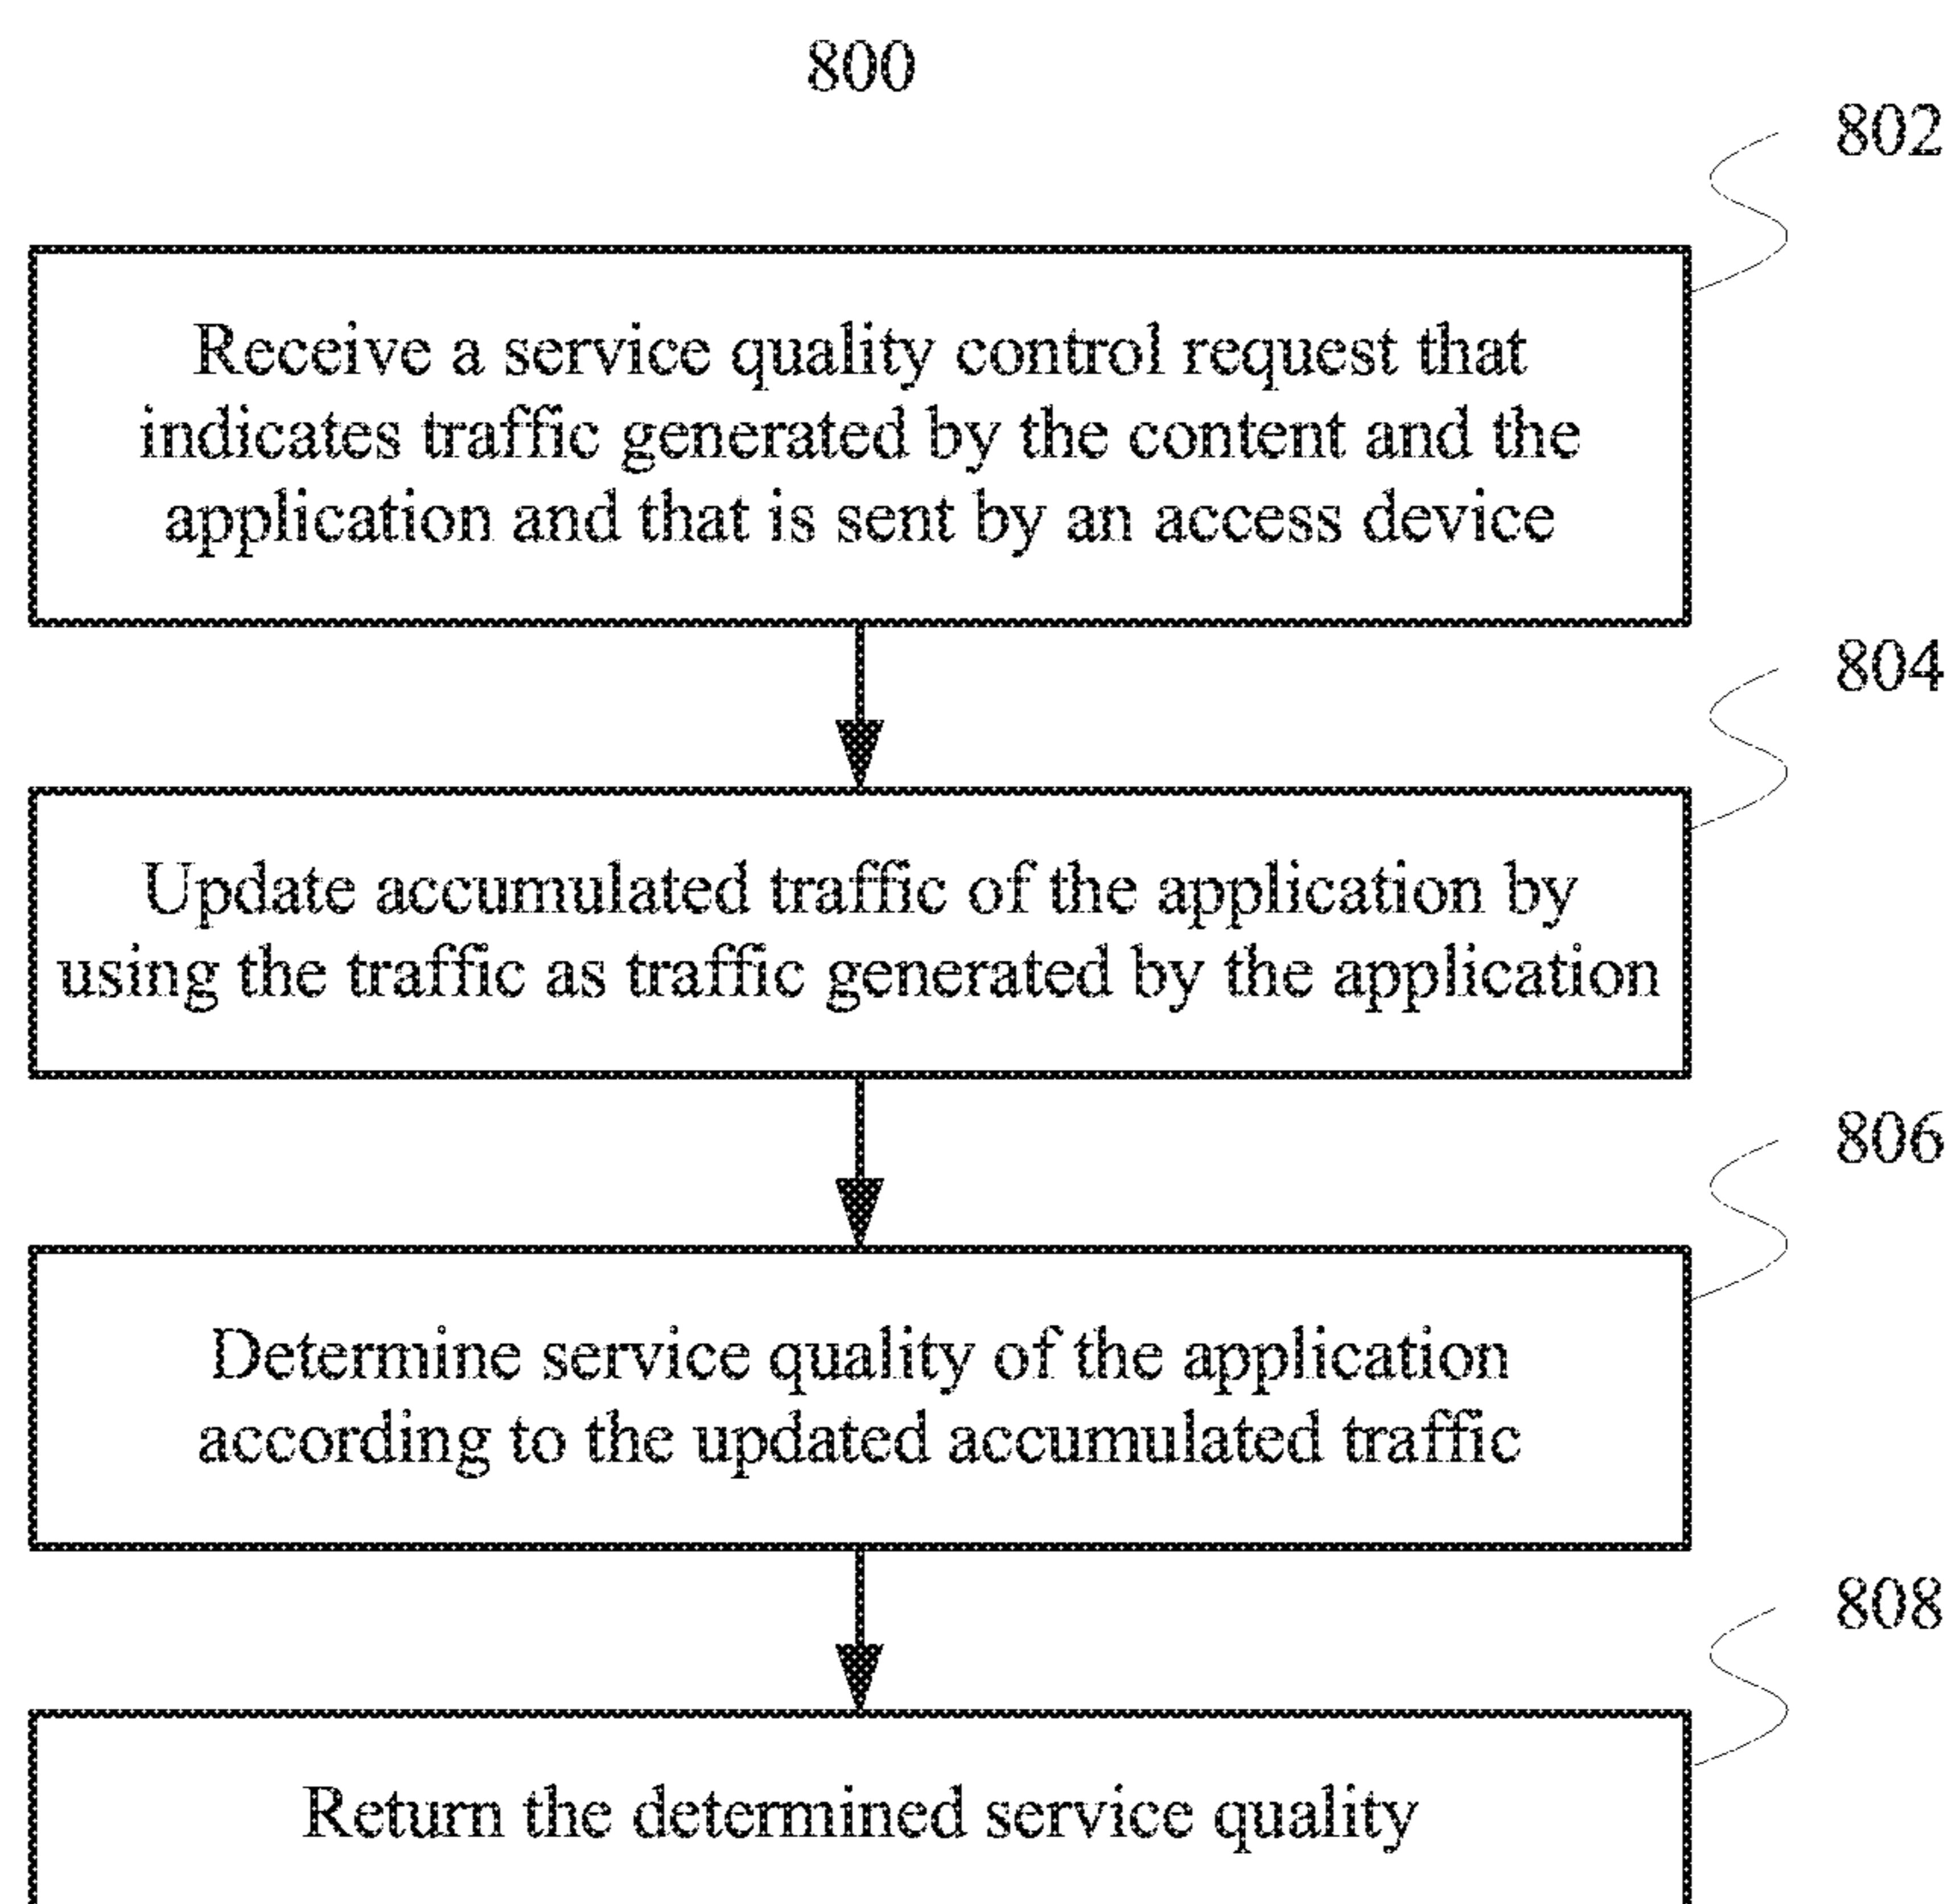 800
802
Receive a service quality control request that
indicates traffic generated by the content and the
application and that is sent by an access device
804
Update accumulated traffic of the application by
using the traffic as traffic generated by the application
806
Determine service quality of the application
according to the updated accumulated traffic
808
Return the determined service quality